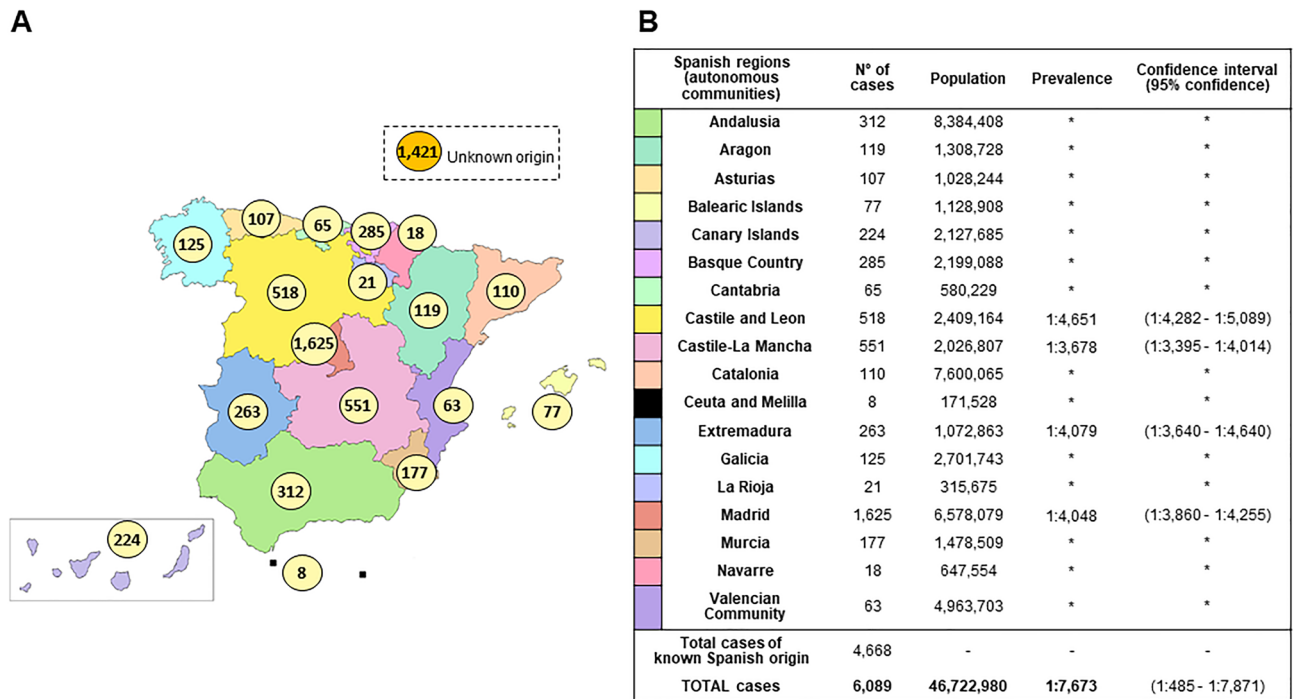 A
1,421 Unknown origin
107
65
285
18
125
21
518
110
119
1,625
263
551
63
77
177
312
224
8
B
Spanish regions (autonomous communities) N° of cases Population Prevalence Confidence interval (95% confidence)
Andalusia 312 8,384,408 * *
Aragon 119 1,308,728 * *
Asturias 107 1,028,244 * *
Balearic Islands 77 1,128,908 * *
Canary Islands 224 2,127,685 * *
Basque Country 285 2,199,088 * *
Cantabria 65 580,229 * *
Castile and Leon 518 2,409,164 1:4,651 (1:4,282 - 1:5,089)
Castile-La Mancha 551 2,026,807 1:3,678 (1:3,395 - 1:4,014)
Catalonia 110 7,600,065 * *
Ceuta and Melilla 8 171,528 * *
Extremadura 263 1,072,863 1:4,079 (1:3,640 - 1:4,640)
Galicia 125 2,701,743 * *
La Rioja 21 315,675 * *
Madrid 1,625 6,578,079 1:4,048 (1:3,860 - 1:4,255)
Murcia 177 1,478,509 * *
Navarre 18 647,554 * *
Valencian Community 63 4,963,703 * *
Total cases of known Spanish origin 4,668 - - -
TOTAL cases 6,089 46,722,980 1:7,673 (1:485 - 1:7,871)